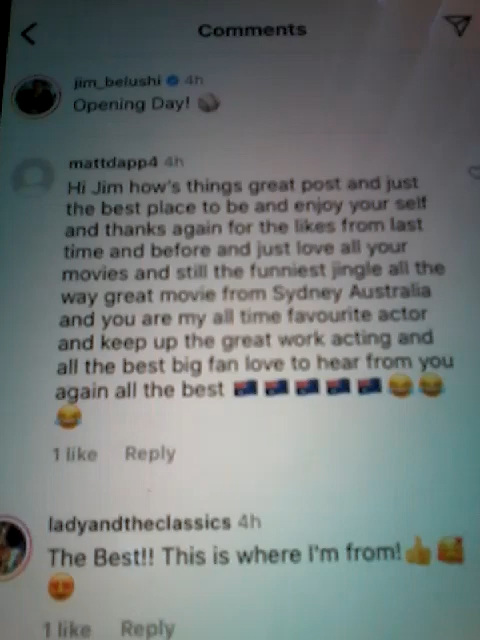 Comments
jim_belushi 4h
Opening Day! ⚾
mattdapp4 4h
Hi Jim how's things great post and just
the best place to be and enjoy your self
and thanks again for the likes from last
time and before and just love all your
movies and still the funniest jingle all the
way great movie from Sydney Australia
and you are my all time favourite actor
and keep up the great work acting and
all the best big fan love to hear from you
again all the best 🇦🇺 🇦🇺 🇦🇺 🇦🇺 🇦🇺 😂 😂
😂
1 like Reply
ladyandtheclassics 4h
The Best!! This is where I'm from! 👍 🥰
😍
1 like Reply